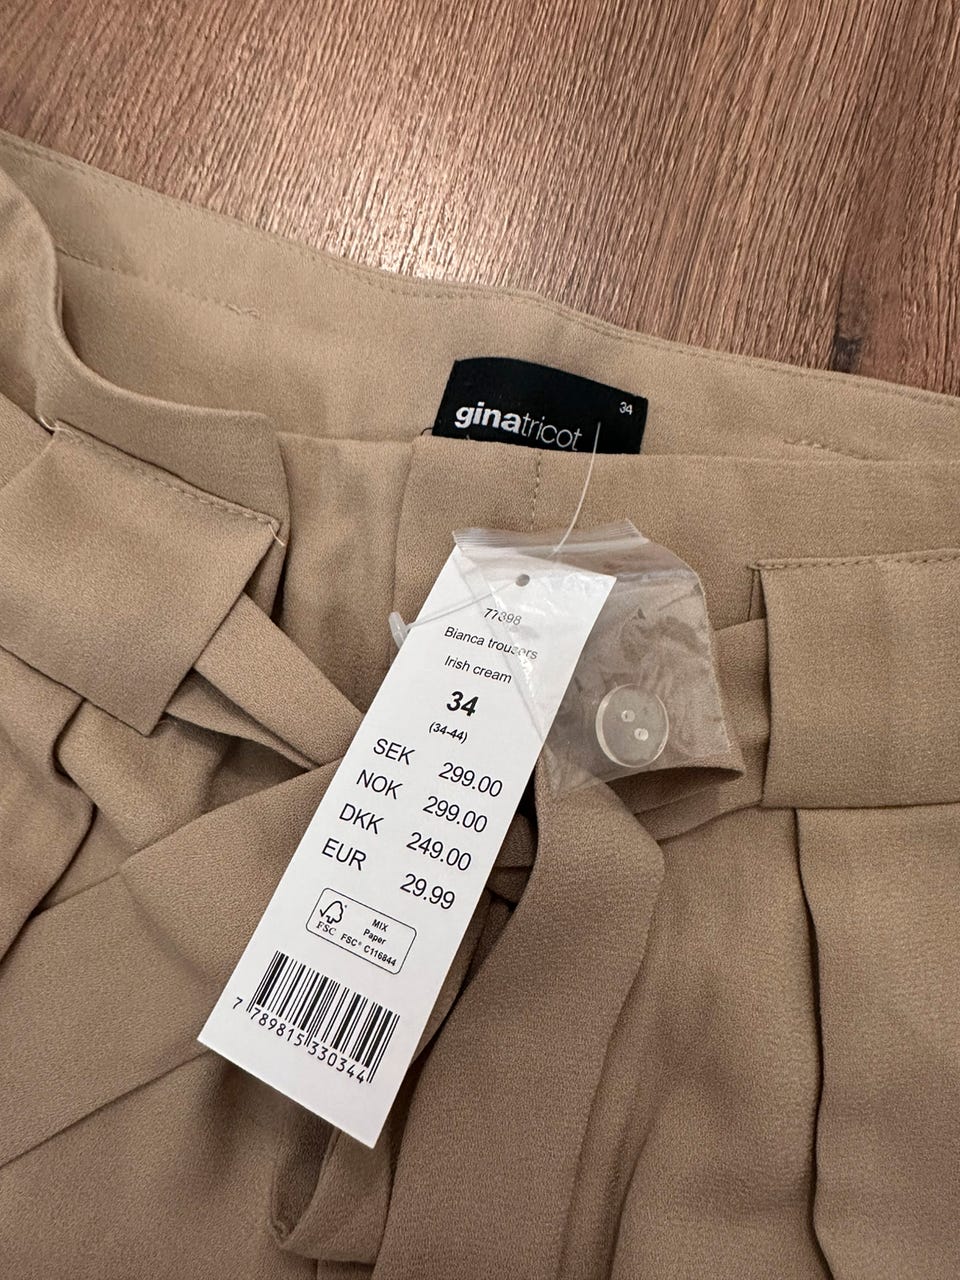 ginatricot
34
77398
Bianca trousers
Irish cream
34
(34-44)
SEK 299.00
NOK 299.00
DKK 249.00
EUR 29.99
FSC
MIX
Paper
FSC® C116844
7 789815 330344